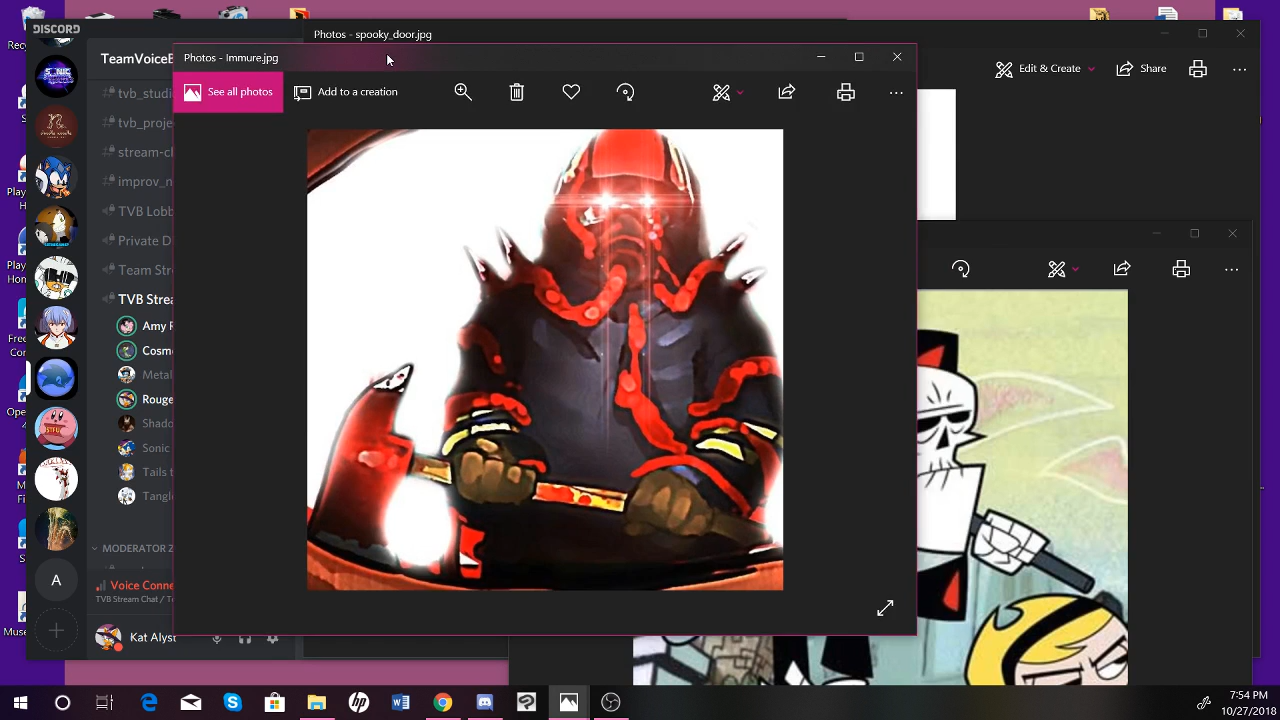 DISCORD
Photos - spooky_door.jpg
Photos - Immure.jpg
See all photos
Add to a creation
Edit & Create
Share
TeamVoiceB
tvb_studi
tvb_proje
stream-c
improv_n
TVB Lobb
Private D
Team Stre
TVB Strea
Amy R
Cosm
Metal
Rouge
Shado
Sonic
Tails t
Tangl
MODERATOR Z
Voice Conne
TVB Stream Chat / T
Kat Alyst
STFU
A
7:54 PM
10/27/2018